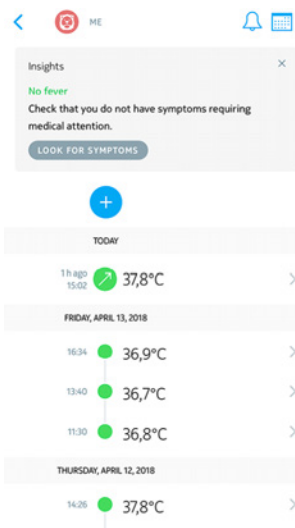 ME
Insights
No fever
Check that you do not have symptoms requiring
medical attention.
LOOK FOR SYMPTOMS
TODAY
1 h ago
15:02
37,8°C
FRIDAY, APRIL 13, 2018
16:34
36,9°C
13:40
36,7°C
11:30
36,8°C
THURSDAY, APRIL 12, 2018
14:26
37,8°C